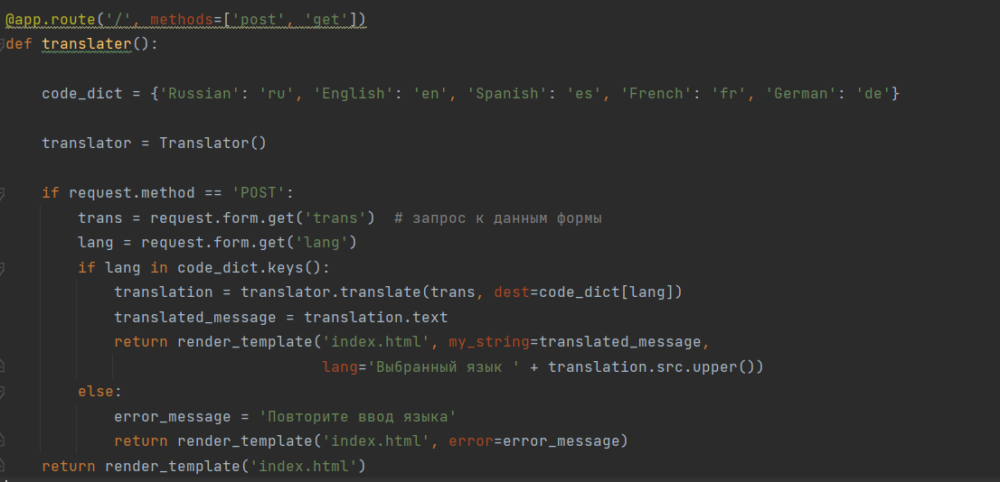 @app.route('/', methods=['post', 'get'])
def translater():
code_dict = {'Russian': 'ru', 'English': 'en', 'Spanish': 'es', 'French': 'fr', 'German': 'de'}
translator = Translator()
if request.method == 'POST':
trans = request.form.get('trans')  # запрос к данным формы
lang = request.form.get('lang')
if lang in code_dict.keys():
translation = translator.translate(trans, dest=code_dict[lang])
translated_message = translation.text
return render_template('index.html', my_string=translated_message,
lang='Выбранный язык ' + translation.src.upper())
else:
error_message = 'Повторите ввод языка'
return render_template('index.html', error=error_message)
return render_template('index.html')